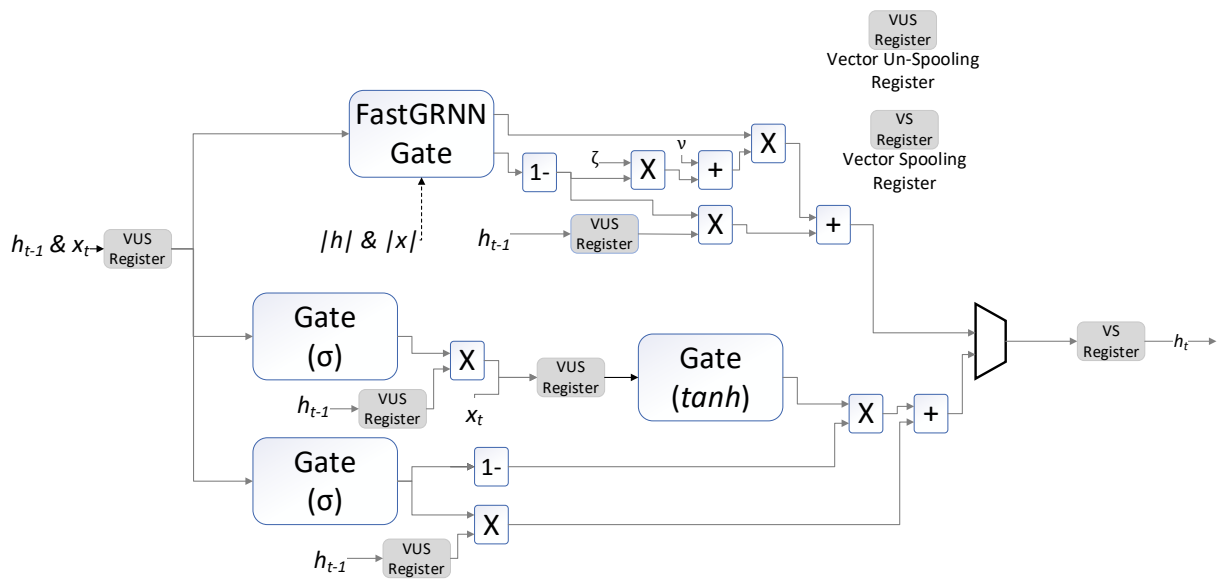 VUS
Register
Vector Un-Spooling
Register
VS
Register
Vector Spooling
Register
FastGRNN
Gate
1-
ζ
X
ν
+
X
|h| & |x|
h_{t-1}
VUS
Register
X
+
h_{t-1} & x_t
VUS
Register
Gate
(σ)
X
h_{t-1}
VUS
Register
x_t
VUS
Register
Gate
(tanh)
X
+
VS
Register
h_t
Gate
(σ)
1-
X
h_{t-1}
VUS
Register